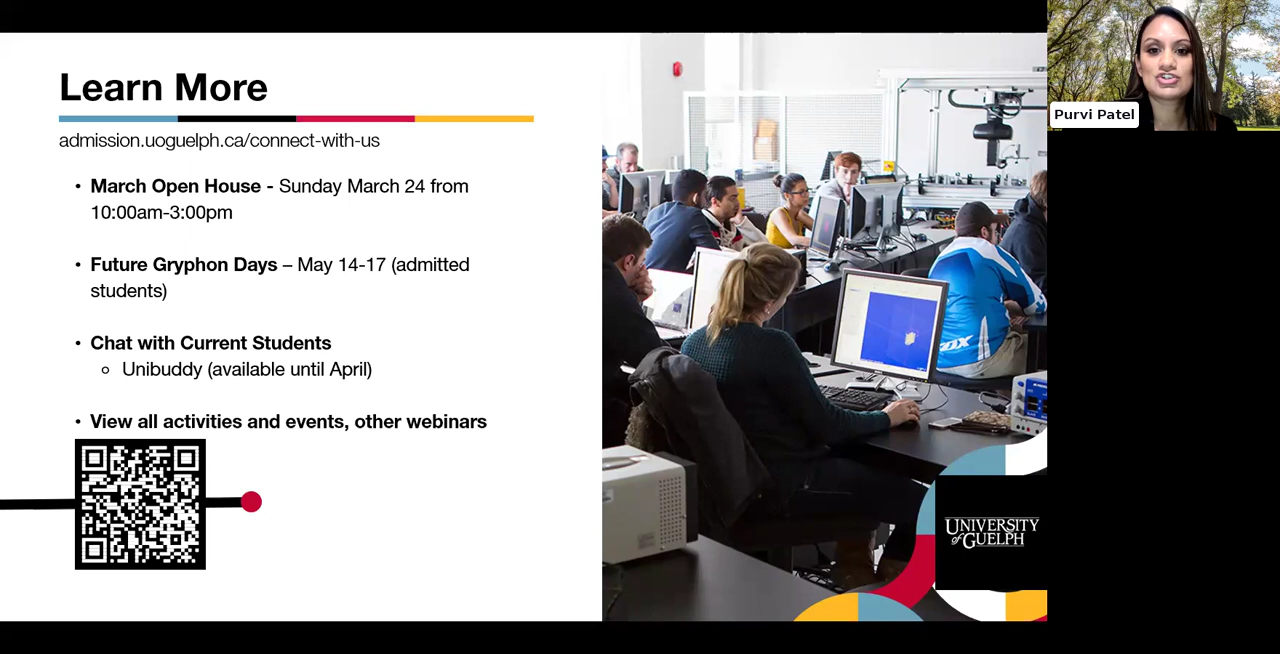 Learn More
admission.uoguelph.ca/connect-with-us
• March Open House - Sunday March 24 from
10:00am-3:00pm
• Future Gryphon Days – May 14-17 (admitted
students)
• Chat with Current Students
○ Unibuddy (available until April)
• View all activities and events, other webinars
Purvi Patel
FOX
UNIVERSITY
of GUELPH